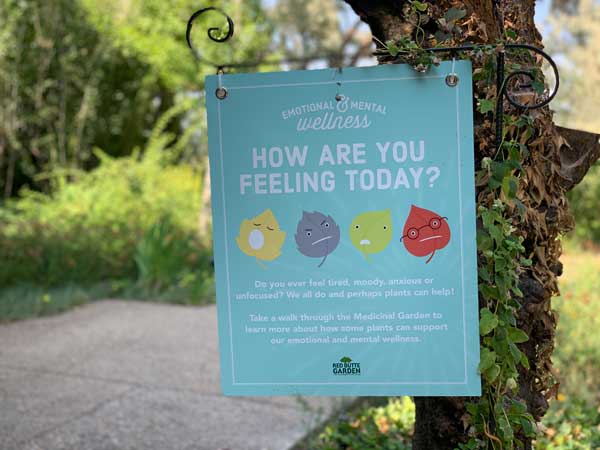 EMOTIONAL & MENTAL
wellness
HOW ARE YOU
FEELING TODAY?
Do you ever feel tired, moody, anxious or
unfocused? We all do and perhaps plants can help!
Take a walk through the Medicinal Garden to
learn more about how some plants can support
our emotional and mental wellness.
RED BUTTE
GARDEN